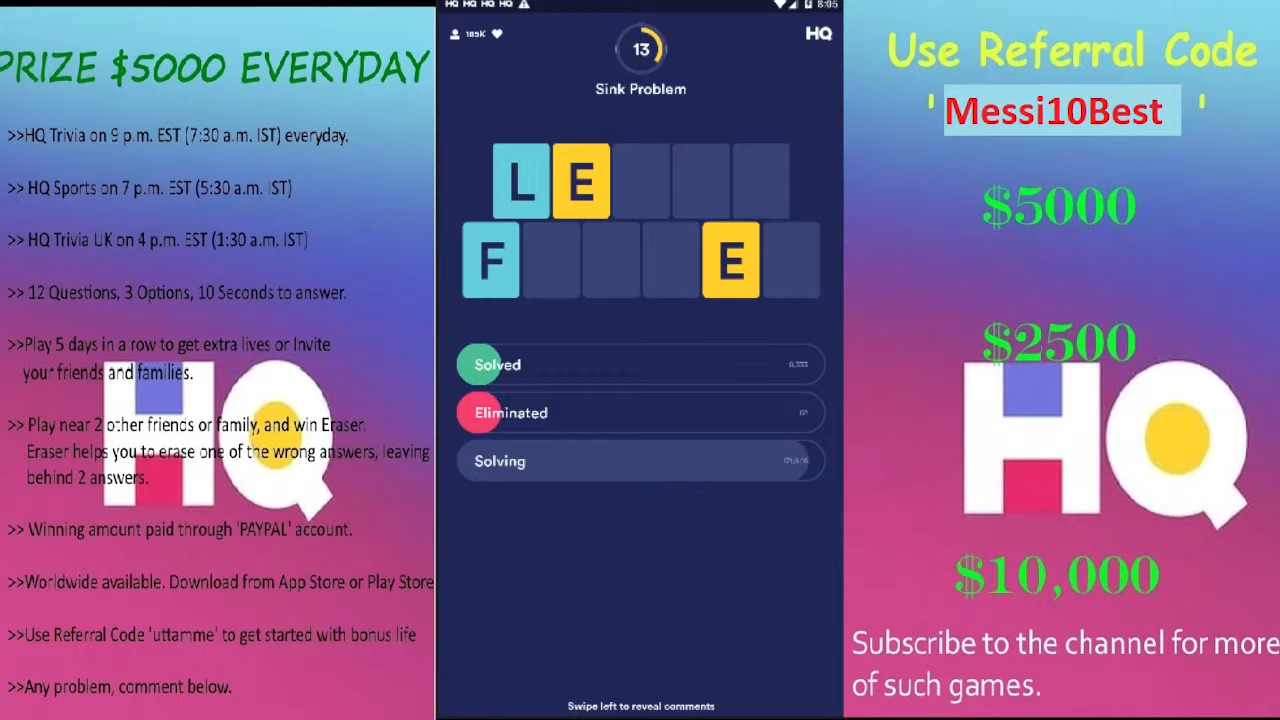 PRIZE $5000 EVERYDAY
>>HQ Trivia on 9 p.m. EST (7:30 a.m. IST) everyday.
>> HQ Sports on 7 p.m. EST (5:30 a.m. IST)
>> HQ Trivia UK on 4 p.m. EST (1:30 a.m. IST)
>> 12 Questions, 3 Options, 10 Seconds to answer.
>>Play 5 days in a row to get extra lives or Invite
your friends and families.
>> Play near 2 other friends or family, and win Eraser.
Eraser helps you to erase one of the wrong answers, leaving
behind 2 answers.
>> Winning amount paid through 'PAYPAL' account.
>>Worldwide available. Download from App Store or Play Store
>>Use Referral Code 'uttamme' to get started with bonus life
>>Any problem, comment below.
HQ
HQ HQ HQ HQ
8:05
185K
HQ
13
Sink Problem
L E
F E
Solved
Eliminated
Solving
Swipe left to reveal comments
Use Referral Code
' Messi10Best '
$5000
$2500
HQ
$10,000
Subscribe to the channel for more
of such games.